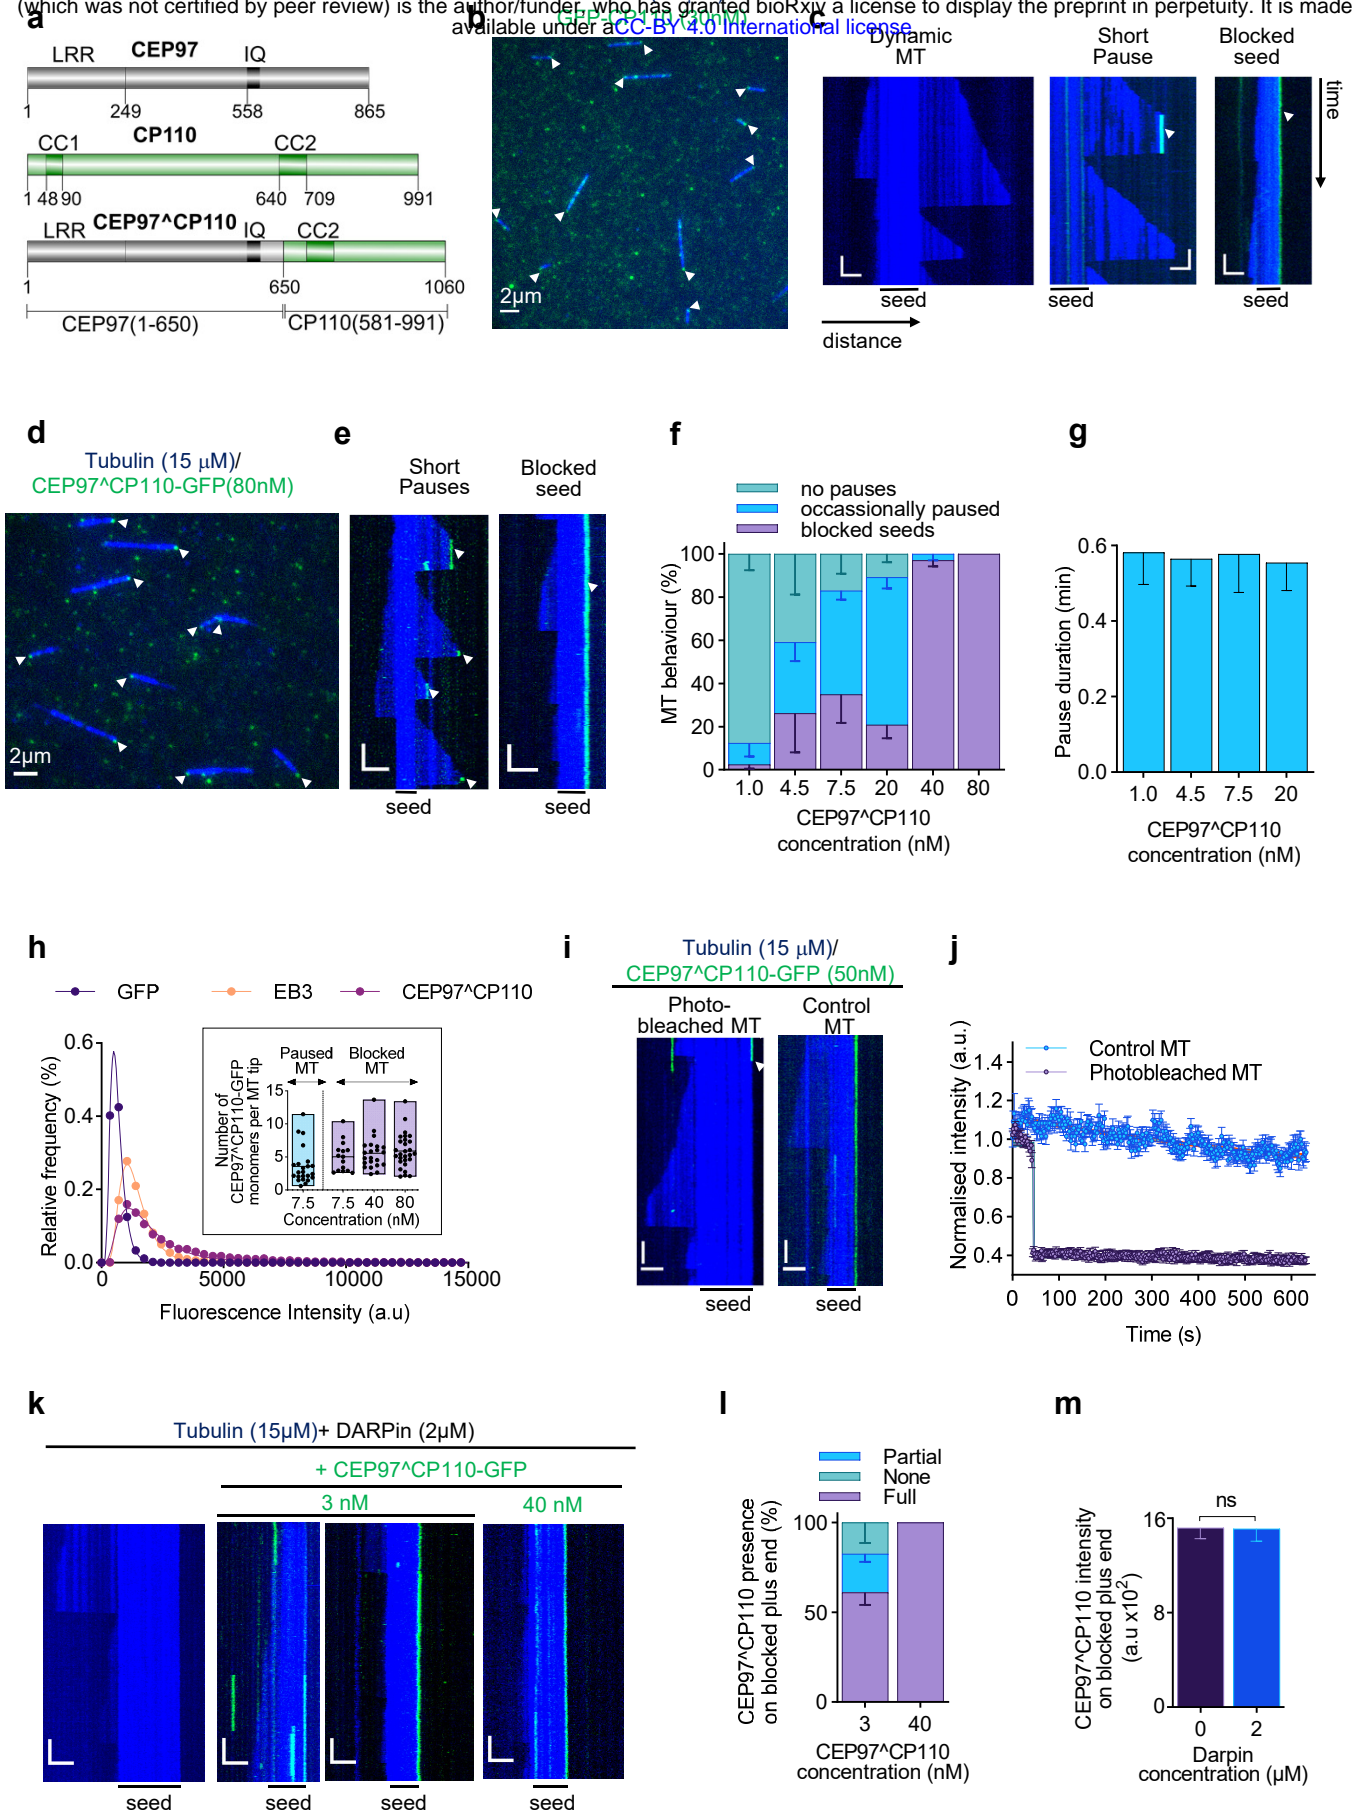 (which was not certified by peer review) is the author/funder, who has granted bioRxiv a license to display the preprint in perpetuity. It is made
available under aCC-BY 4.0 International license
a
CEP97
LRR
IQ
1
249
558
865
CP110
CC1
CC2
1 48 90
640
709
991
CEP97^CP110
LRR
IQ
CC2
1
650
1060
CEP97(1-650)
CP110(581-991)
b
GFP-CP110 (30nM)
2µm
c
Dynamic
MT
Short
Pause
Blocked
seed
time
seed
seed
seed
distance
d
Tubulin (15 µM)/
CEP97^CP110-GFP(80nM)
2µm
e
Short
Pauses
Blocked
seed
seed
seed
f
no pauses
occassionally paused
blocked seeds
MT behaviour (%)
100
80
60
40
20
0
1.0 4.5 7.5 20 40 80
CEP97^CP110
concentration (nM)
g
Pause duration (min)
0.6
0.4
0.2
0.0
1.0 4.5 7.5 20
CEP97^CP110
concentration (nM)
h
GFP
EB3
CEP97^CP110
Relative frequency (%)
0.6
0.4
0.2
0.0
0 5000 10000 15000
Fluorescence Intensity (a.u)
Paused
MT
Blocked
MT
Number of
CEP97^CP110-GFP
monomers per MT tip
15
10
5
0
7.5 7.5 40 80
Concentration (nM)
i
Tubulin (15 µM)/
CEP97^CP110-GFP (50nM)
Photo-
bleached MT
Control
MT
seed
seed
j
Control MT
Photobleached MT
Normalised intensity (a.u.)
1.4
1.2
1.0
0.8
0.6
0.4
0 100 200 300 400 500 600
Time (s)
k
Tubulin (15µM)+ DARPin (2µM)
+ CEP97^CP110-GFP
3 nM
40 nM
seed
seed
seed
seed
l
Partial
None
Full
CEP97^CP110 presence
on blocked plus end (%)
100
50
0
3 40
CEP97^CP110
concentration (nM)
m
ns
CEP97^CP110 intensity
on blocked plus end
(a.u x10²)
16
8
0
0 2
Darpin
concentration (µM)